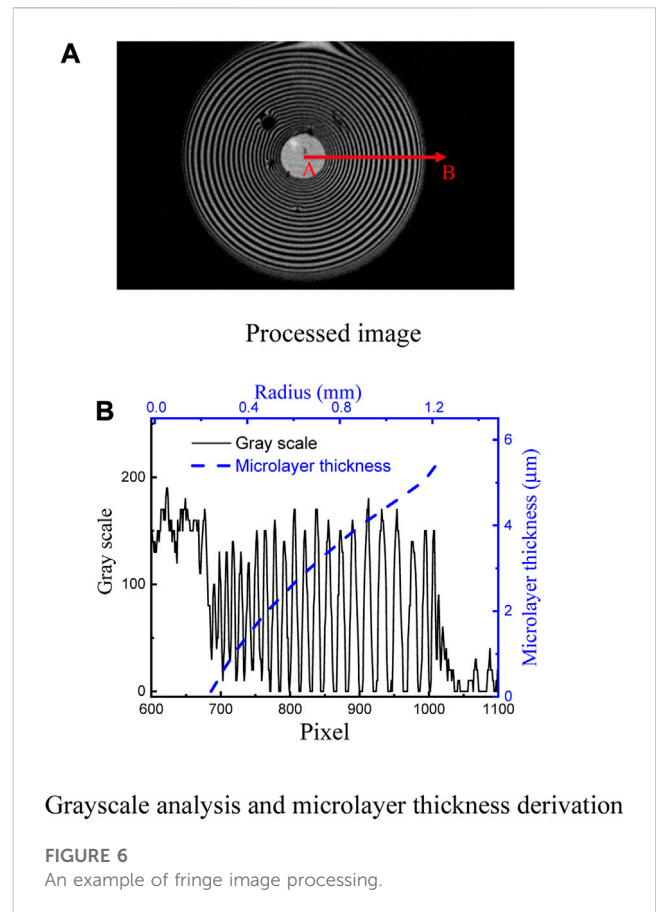 A
A
B
Processed image
B
Radius (mm)
0.0 0.4 0.8 1.2
Gray scale
Microlayer thickness
Gray scale
200
100
0
6
4
2
0
Microlayer thickness (μm)
600 700 800 900 1000 1100
Pixel
Grayscale analysis and microlayer thickness derivation
FIGURE 6
An example of fringe image processing.